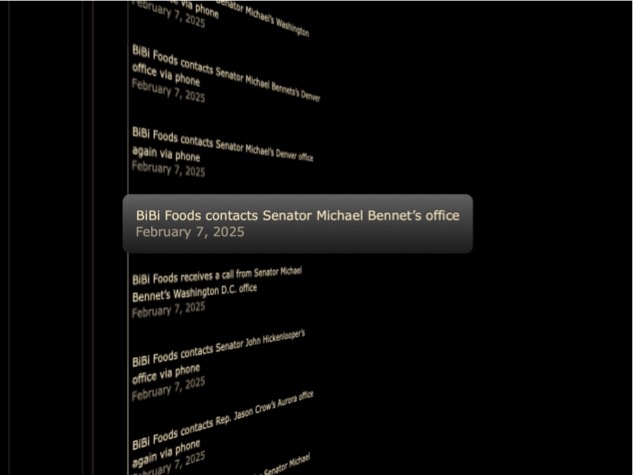 Senator Michael's Washington
via phone
February 7, 2025
BiBi Foods contacts Senator Michael Bennets's Denver
office via phone
February 7, 2025
BiBi Foods contacts Senator Michael's Denver office
again via phone
February 7, 2025
BiBi Foods contacts Senator Michael Bennet’s office
February 7, 2025
BiBi Foods receives a call from Senator Michael
Bennet’s Washington D.C. office
February 7, 2025
BiBi Foods contacts Senator John Hickenlooper’s
office via phone
February 7, 2025
BiBi Foods contacts Rep. Jason Crow’s Aurora office
again via phone
February 7, 2025
Senator Michael